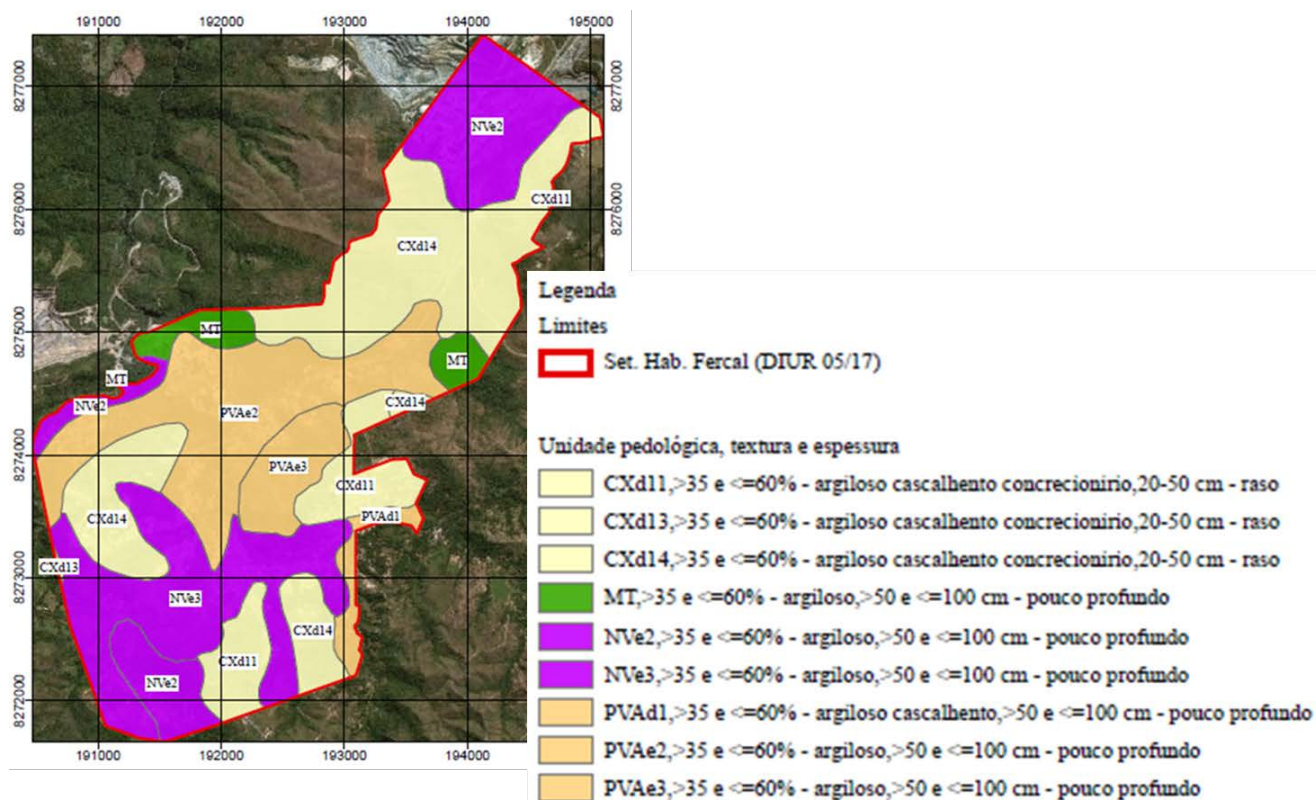 191000 192000 193000 194000 195000
8277000
8277000
NVe2
CXd11
8276000
8276000
CXd14
8275000
MT
MT
MT
CXd14
NVe2
PVAe2
8274000
PVAe3
CXd11
CXd14
PVAd1
CXd13
8273000
NVe3
CXd14
CXd11
NVe2
8272000
191000 192000 193000 194000
Legenda
Limites
Set. Hab. Fercal (DIUR 05/17)
Unidade pedológica, textura e espessura
CXd11,>35 e <=60% - argiloso cascalhento concrecionirio,20-50 cm - raso
CXd13,>35 e <=60% - argiloso cascalhento concrecionirio,20-50 cm - raso
CXd14,>35 e <=60% - argiloso cascalhento concrecionirio,20-50 cm - raso
MT,>35 e <=60% - argiloso,>50 e <=100 cm - pouco profundo
NVe2,>35 e <=60% - argiloso,>50 e <=100 cm - pouco profundo
NVe3,>35 e <=60% - argiloso,>50 e <=100 cm - pouco profundo
PVAd1,>35 e <=60% - argiloso cascalhento,>50 e <=100 cm - pouco profundo
PVAe2,>35 e <=60% - argiloso,>50 e <=100 cm - pouco profundo
PVAe3,>35 e <=60% - argiloso,>50 e <=100 cm - pouco profundo